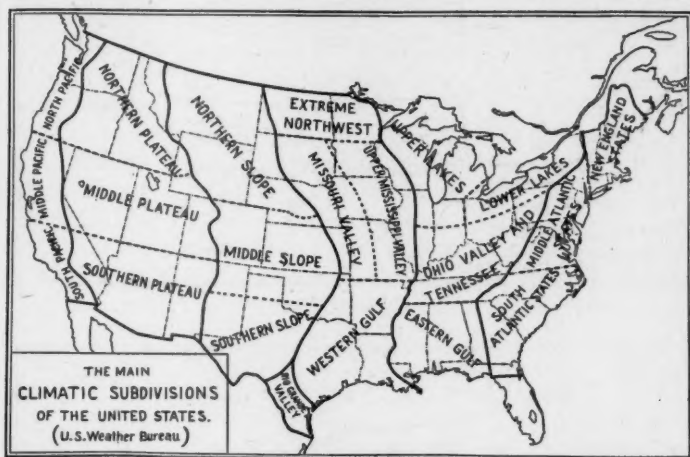 NORTH PACIFIC
MIDDLE PACIFIC
SOUTH PACIFIC
NORTHERN PLATEAU
MIDDLE PLATEAU
SOUTHERN PLATEAU
NORTHERN SLOPE
MIDDLE SLOPE
SOUTHERN SLOPE
EXTREME
NORTHWEST
MISSOURI VALLEY
UPPER MISSISSIPPI VALLEY
WESTERN GULF
RIO GRANDE
VALLEY
UPPER LAKES
LOWER LAKES
OHIO VALLEY AND
TENNESSEE
EASTERN GULF
NEW ENGLAND
STATES
MIDDLE ATLANTIC
STATES
SOUTH
ATLANTIC STATES
THE MAIN
CLIMATIC SUBDIVISIONS
OF THE UNITED STATES.
(U.S. Weather Bureau)